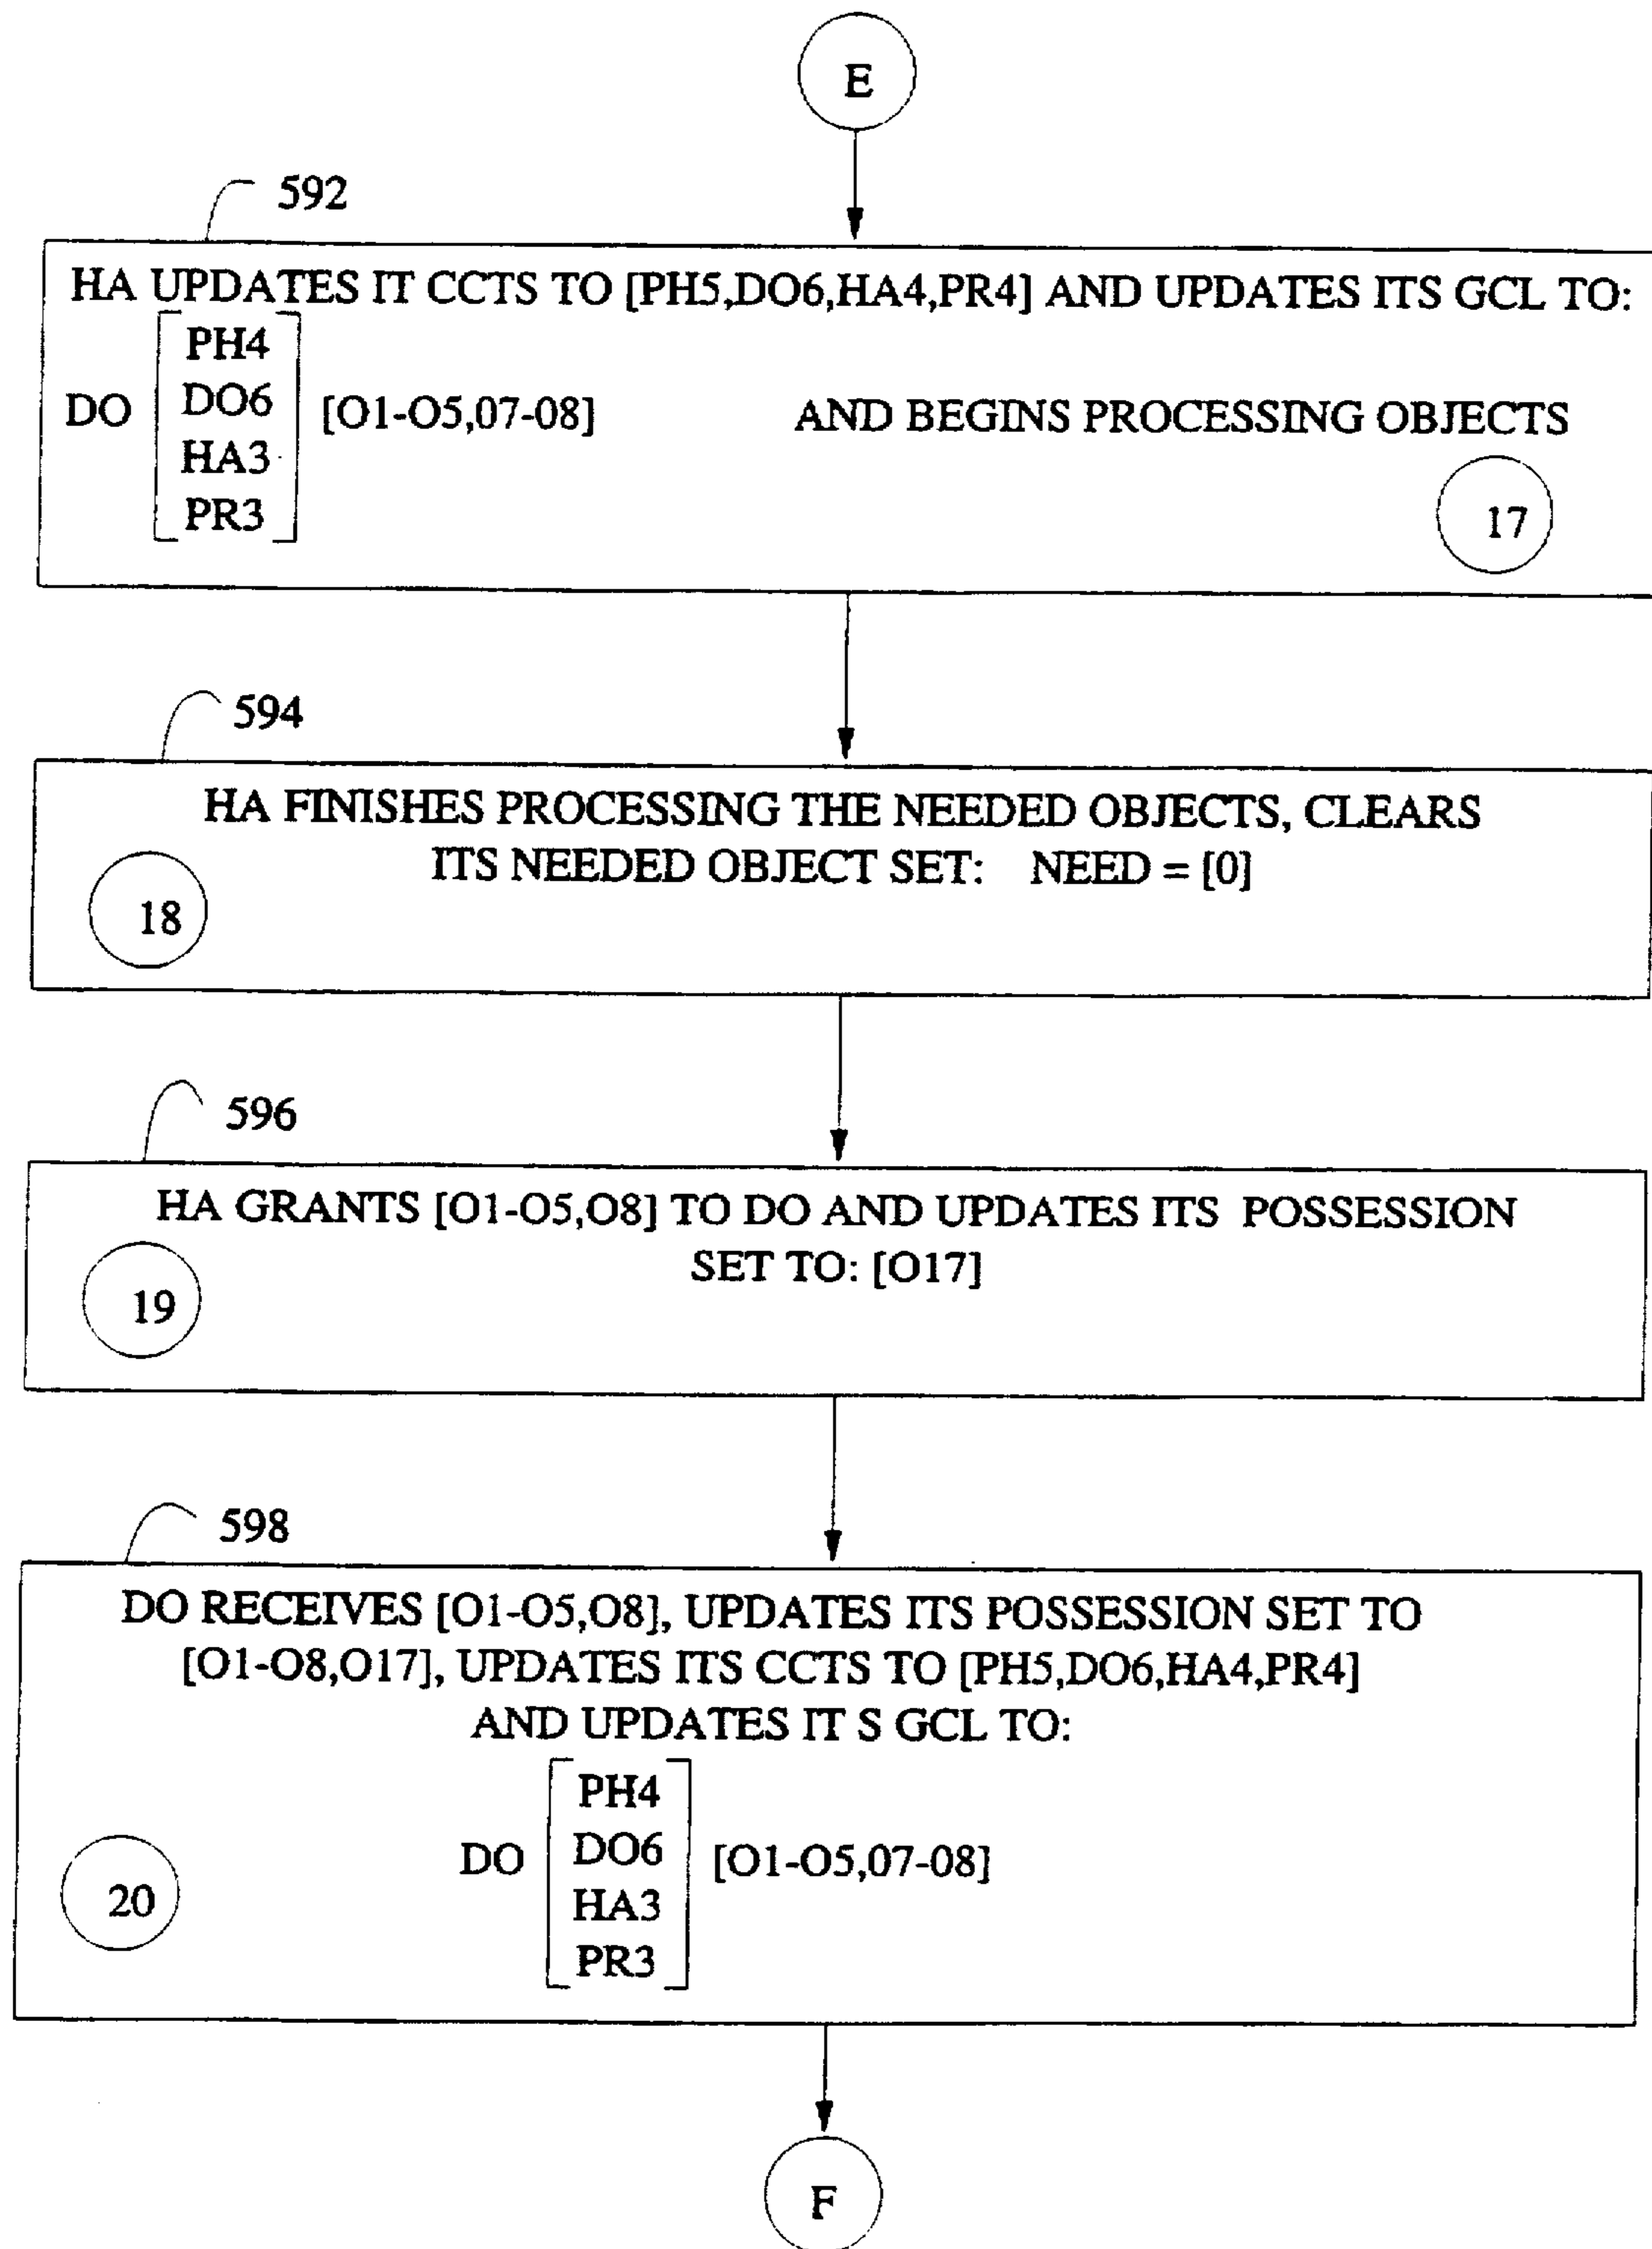 E
592
HA UPDATES IT CCTS TO [PH5,DO6,HA4,PR4] AND UPDATES ITS GCL TO:
PH4
DO6
HA3
PR3
DO [O1-O5,07-08] AND BEGINS PROCESSING OBJECTS
17
594
HA FINISHES PROCESSING THE NEEDED OBJECTS, CLEARS
ITS NEEDED OBJECT SET: NEED = [0]
18
596
HA GRANTS [O1-O5,O8] TO DO AND UPDATES ITS POSSESSION
SET TO: [O17]
19
598
DO RECEIVES [O1-O5,O8], UPDATES ITS POSSESSION SET TO
[O1-O8,O17], UPDATES ITS CCTS TO [PH5,DO6,HA4,PR4]
AND UPDATES IT S GCL TO:
PH4
DO6
HA3
PR3
DO [O1-O5,07-08]
20
F